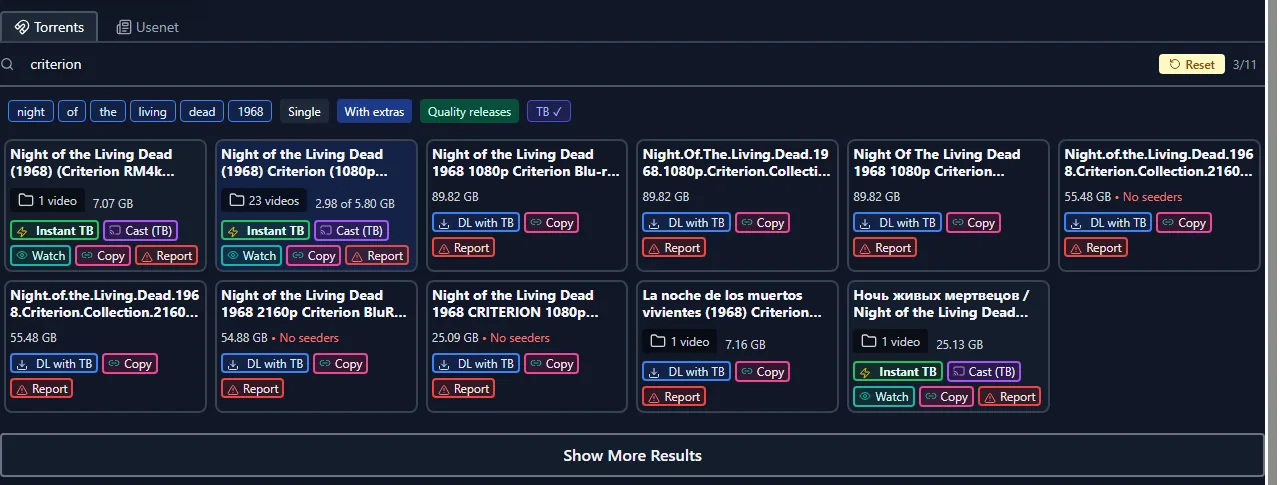 Torrents Usenet
criterion Reset 3/11
night of the living dead 1968 Single With extras Quality releases TB ✓
Night of the Living Dead
(1968) (Criterion RM4k...
1 video 7.07 GB
Instant TB Cast (TB)
Watch Copy Report
Night of the Living Dead
(1968) Criterion (1080p...
23 videos 2.98 of 5.80 GB
Instant TB Cast (TB)
Watch Copy Report
Night of the Living Dead
1968 1080p Criterion Blu-r...
89.82 GB
DL with TB Copy
Report
Night.Of.The.Living.Dead.19
68.1080p.Criterion.Collecti...
89.82 GB
DL with TB Copy
Report
Night Of The Living Dead
1968 1080p Criterion...
89.82 GB
DL with TB Copy
Report
Night.of.the.Living.Dead.196
8.Criterion.Collection.2160...
55.48 GB • No seeders
DL with TB Copy
Report
Night.of.the.Living.Dead.196
8.Criterion.Collection.2160...
55.48 GB
DL with TB Copy
Report
Night of the Living Dead
1968 2160p Criterion BluR...
54.88 GB • No seeders
DL with TB Copy
Report
Night of the Living Dead
1968 CRITERION 1080p...
25.09 GB • No seeders
DL with TB Copy
Report
La noche de los muertos
vivientes (1968) Criterion...
1 video 7.16 GB
DL with TB Copy
Report
Ночь живых мертвецов /
Night of the Living Dead...
1 video 25.13 GB
Instant TB Cast (TB)
Watch Copy Report
Show More Results